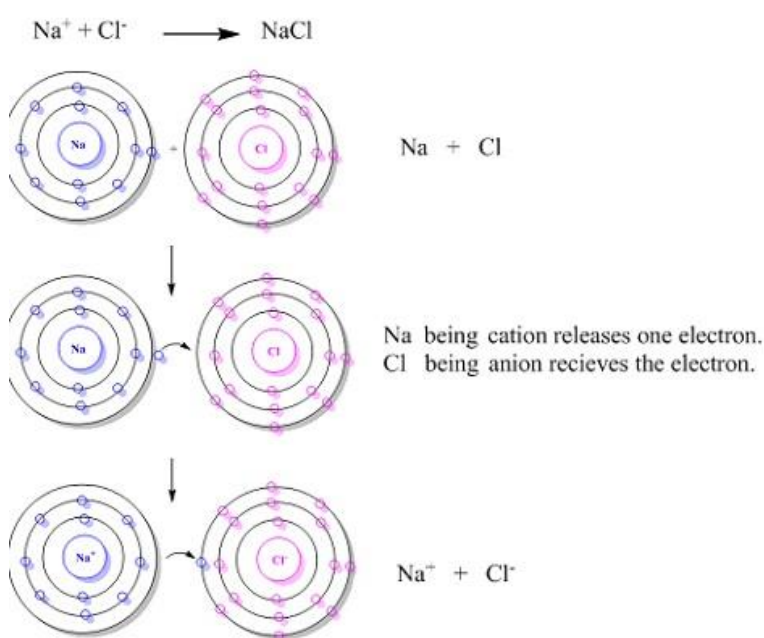 Na⁺ + Cl⁻ ⟶ NaCl
Na + Cl Na + Cl
Na Cl Na being cation releases one electron.
Cl being anion recieves the electron.
Na⁺ Cl⁻ Na⁺ + Cl⁻